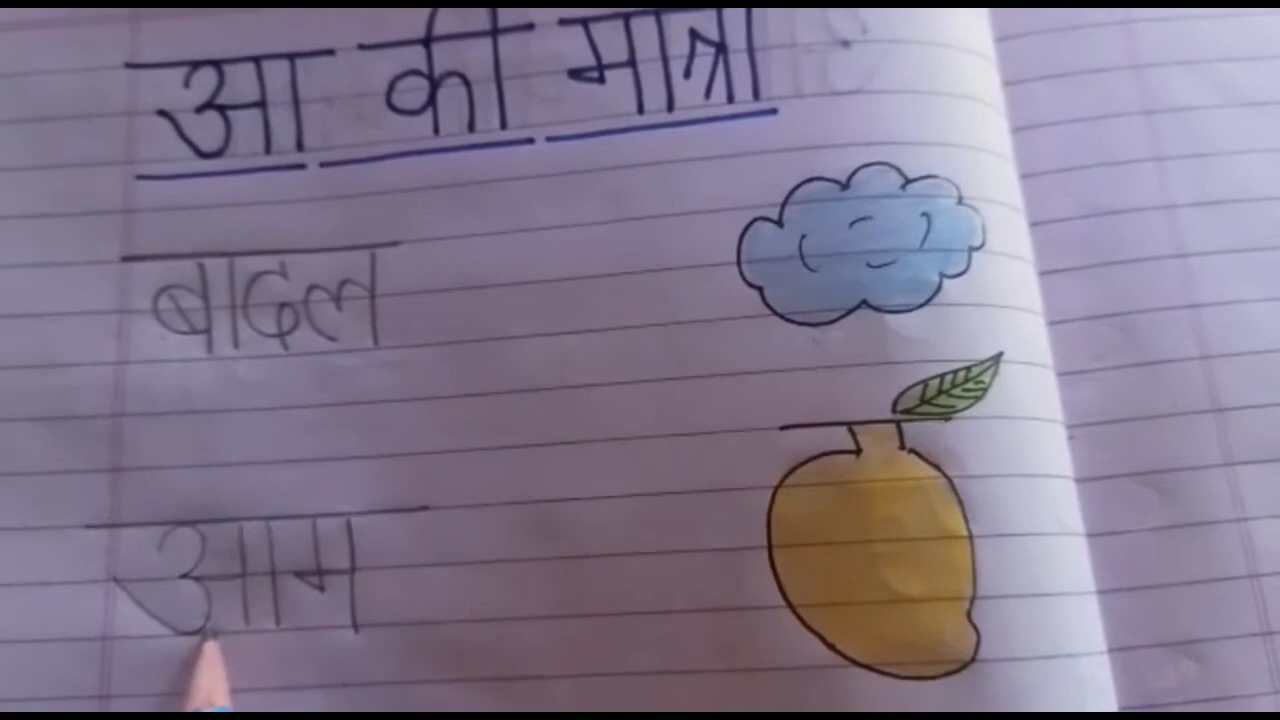 आ की मात्रा
बादल
आम